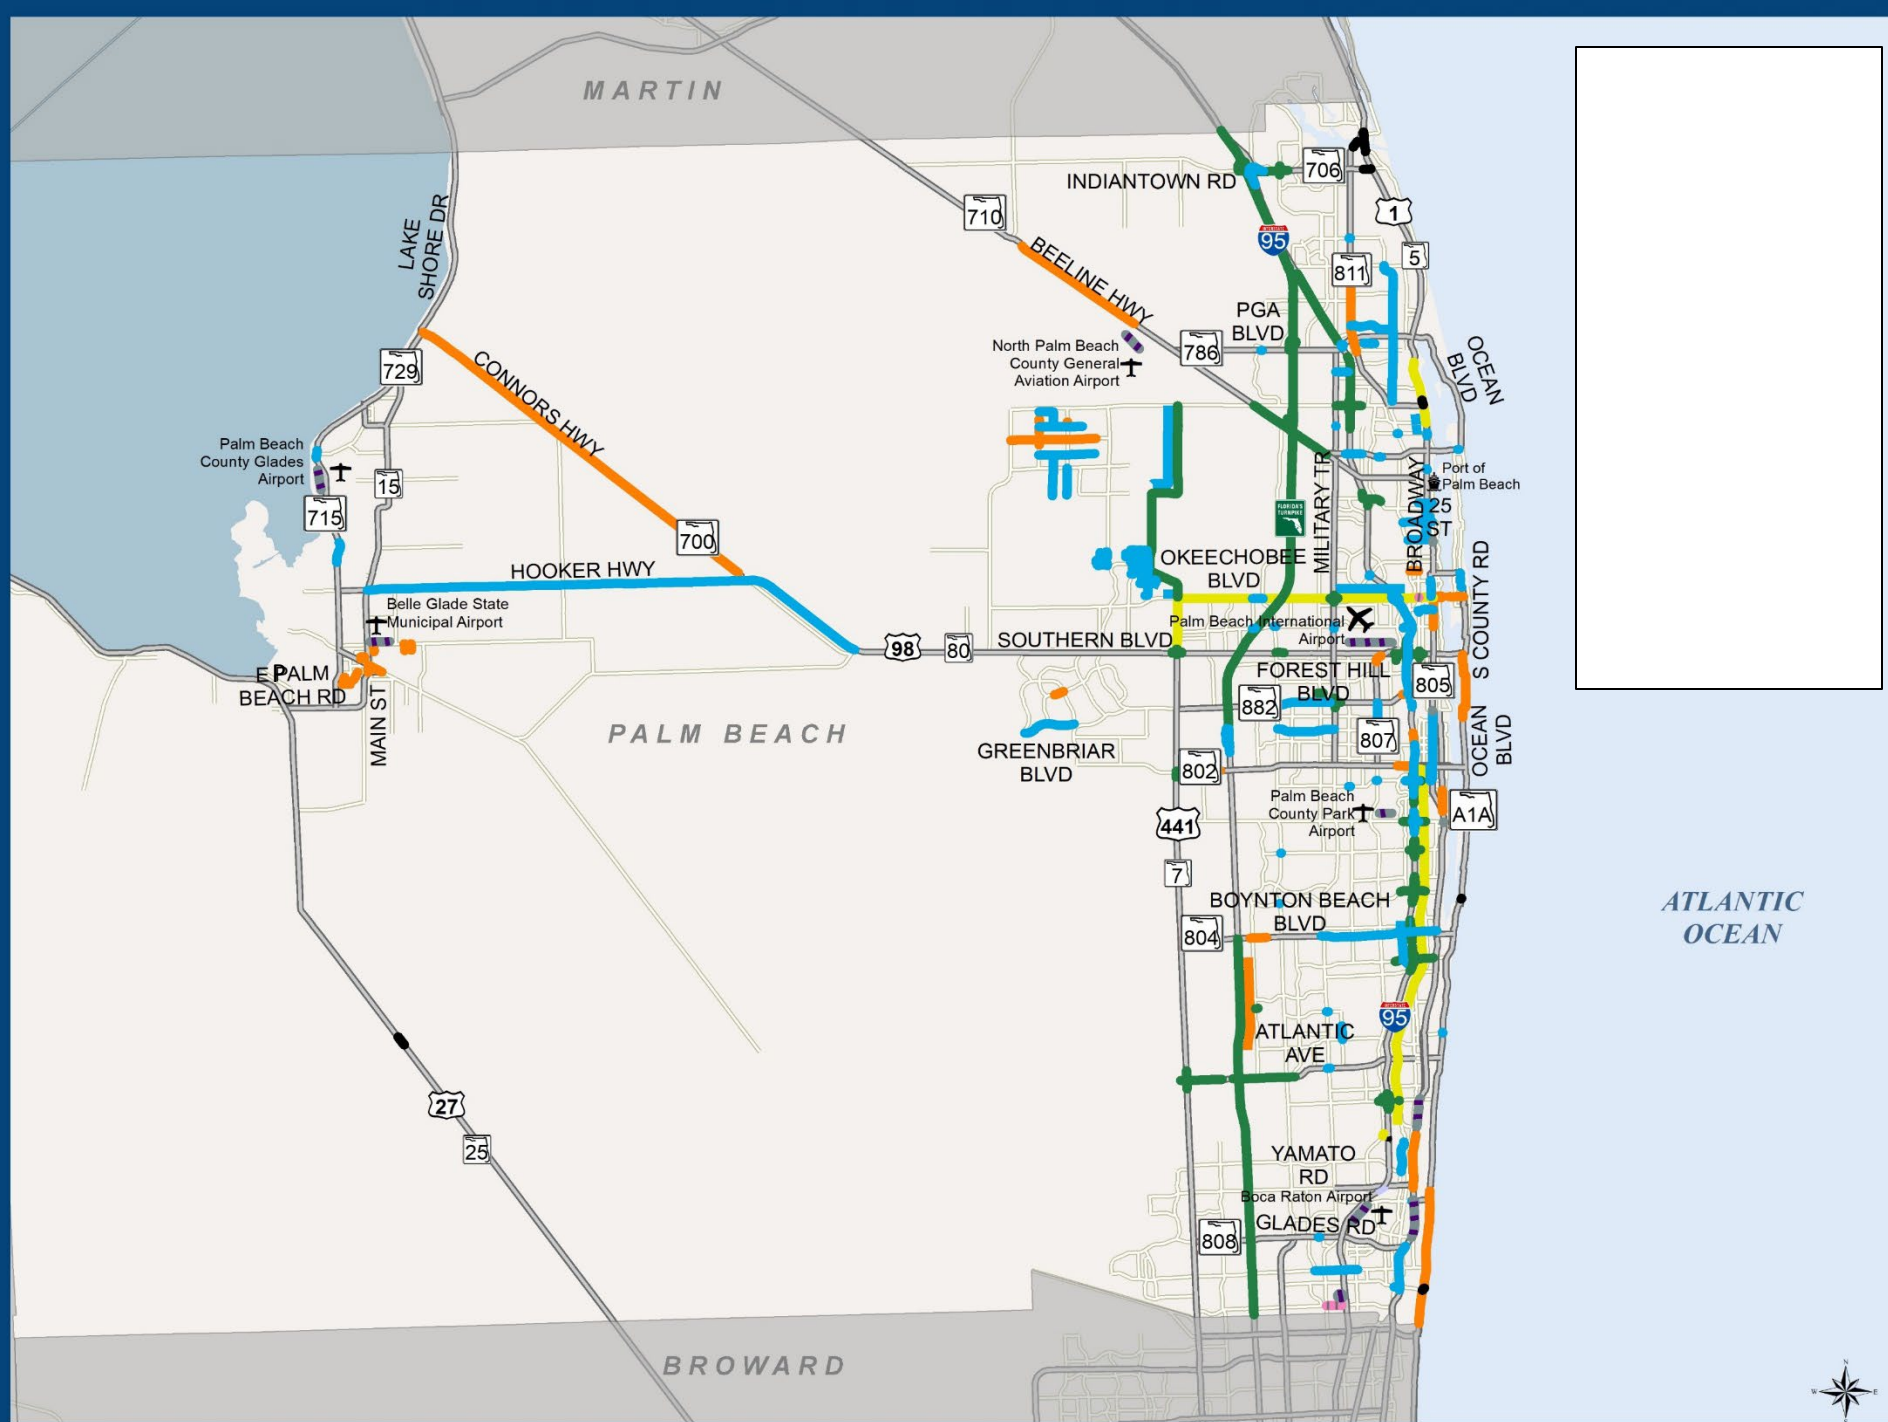 MARTIN
706
INDIANTOWN RD
710
1
LAKE
SHORE DR
95
5
BEELINE HWY
811
PGA
BLVD
OCEAN
BLVD
North Palm Beach
County General
Aviation Airport
786
729
CONNORS HWY
Palm Beach
County Glades
Airport
15
MILITARY TR
BROADWAY
Port of
Palm Beach
715
FLORIDA'S
TURNPIKE
25
ST
700
OKEECHOBEE
BLVD
S COUNTY RD
HOOKER HWY
Belle Glade State
Municipal Airport
Palm Beach International
Airport
98
80
SOUTHERN BLVD
E PALM
BEACH RD
MAIN ST
FOREST HILL
BLVD
805
882
PALM BEACH
807
OCEAN
BLVD
GREENBRIAR
BLVD
802
Palm Beach
County Park
Airport
A1A
441
7
BOYNTON BEACH
BLVD
804
ATLANTIC
OCEAN
95
ATLANTIC
AVE
27
25
YAMATO
RD
Boca Raton Airport
GLADES RD
808
BROWARD
N
W
E
S